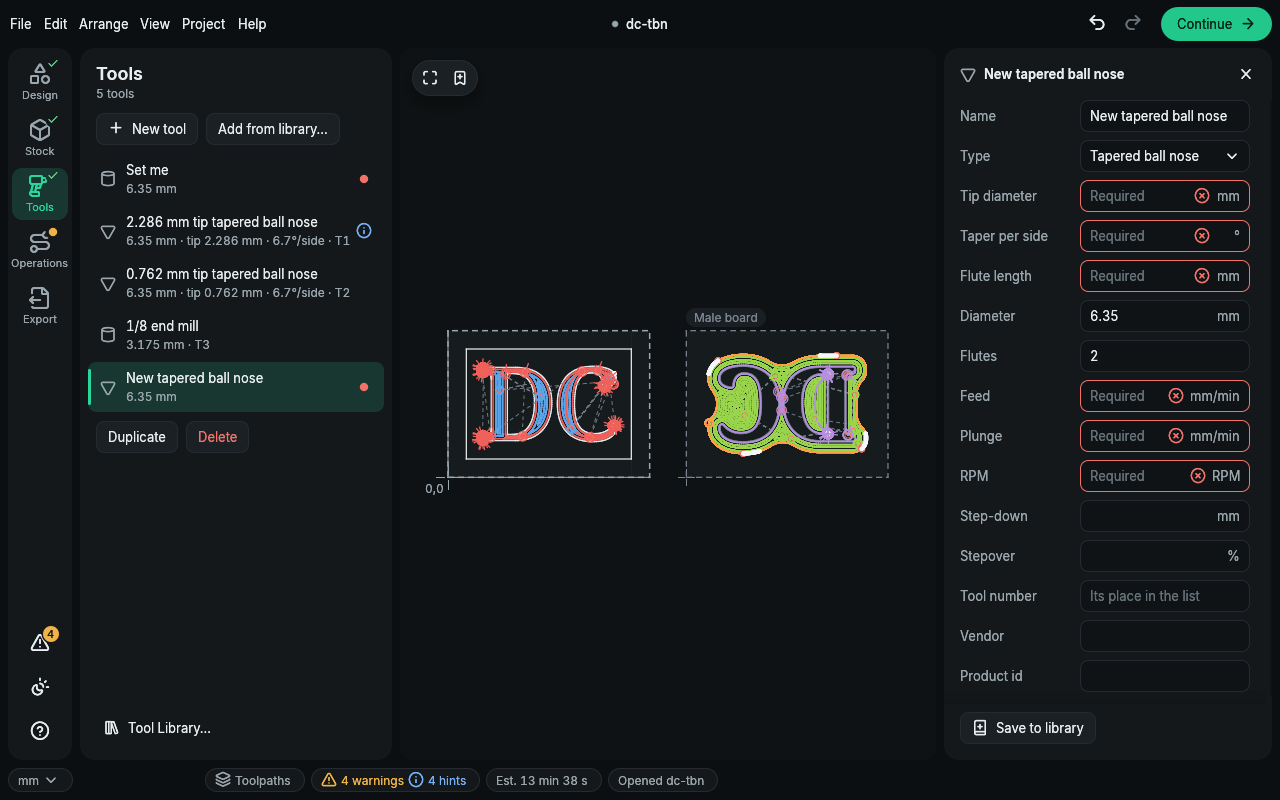 File Edit Arrange View Project Help
dc-tbn
Continue
Design
Stock
Tools
Operations
Export
4
Tools
5 tools
New tool
Add from library...
Set me
6.35 mm
2.286 mm tip tapered ball nose
6.35 mm · tip 2.286 mm · 6.7°/side · T1
0.762 mm tip tapered ball nose
6.35 mm · tip 0.762 mm · 6.7°/side · T2
1/8 end mill
3.175 mm · T3
New tapered ball nose
6.35 mm
Duplicate
Delete
Tool Library...
Male board
DC
0,0
New tapered ball nose
Name New tapered ball nose
Type Tapered ball nose
Tip diameter Required mm
Taper per side Required °
Flute length Required mm
Diameter 6.35 mm
Flutes 2
Feed Required mm/min
Plunge Required mm/min
RPM Required RPM
Step-down mm
Stepover %
Tool number Its place in the list
Vendor
Product id
Save to library
mm
Toolpaths
4 warnings 4 hints
Est. 13 min 38 s
Opened dc-tbn